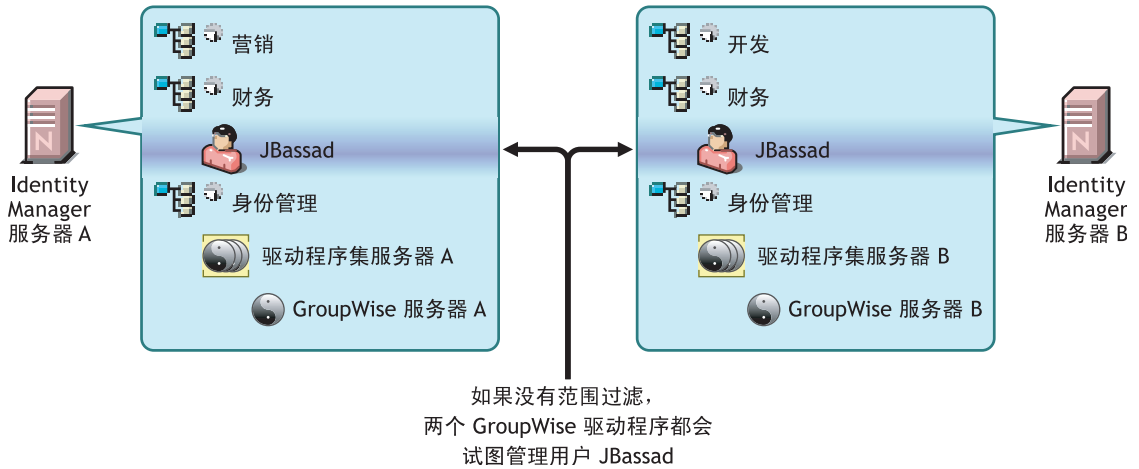 营销
财务
JBassad
身份管理
驱动程序集服务器 A
GroupWise 服务器 A
Identity
Manager
服务器 A
开发
财务
JBassad
身份管理
驱动程序集服务器 B
GroupWise 服务器 B
Identity
Manager
服务器 B
如果没有范围过滤，
两个 GroupWise 驱动程序都会
试图管理用户 JBassad
N
N